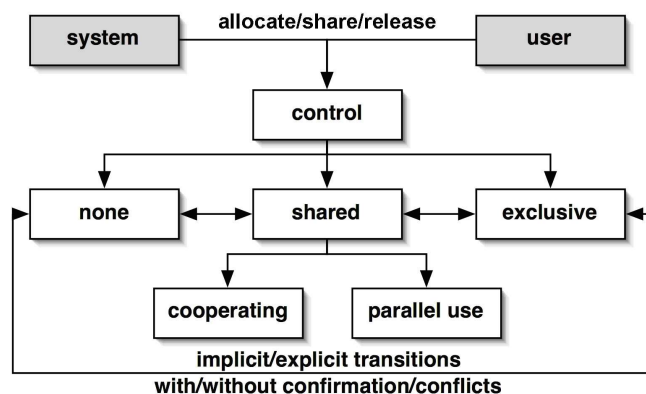 allocate/share/release
system
user
control
none
shared
exclusive
cooperating
parallel use
implicit/explicit transitions
with/without confirmation/conflicts